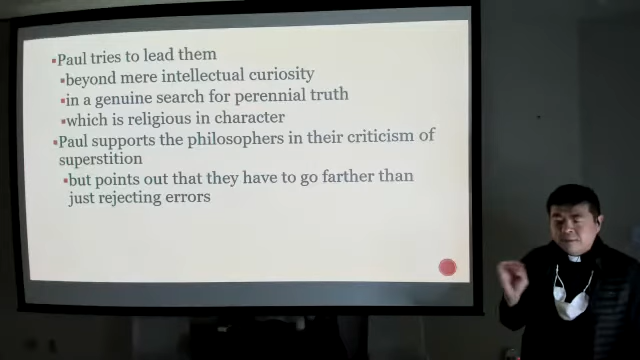 Paul tries to lead them
beyond mere intellectual curiosity
in a genuine search for perennial truth
which is religious in character
Paul supports the philosophers in their criticism of
superstition
but points out that they have to go farther than
just rejecting errors